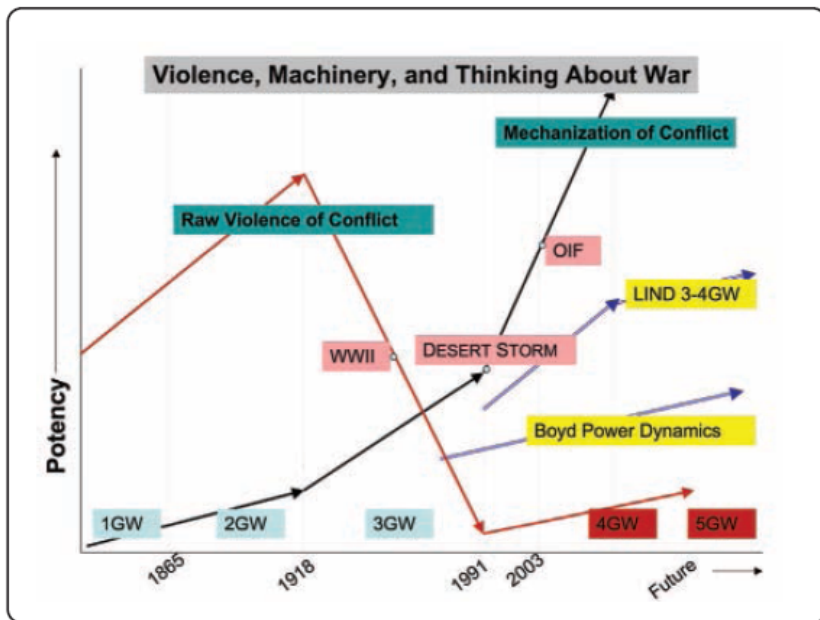 Violence, Machinery, and Thinking About War
Mechanization of Conflict
Raw Violence of Conflict
OIF
LIND 3-4GW
WWII
DESERT STORM
Boyd Power Dynamics
Potency
1GW
2GW
3GW
4GW
5GW
1865
1918
1991
2003
Future